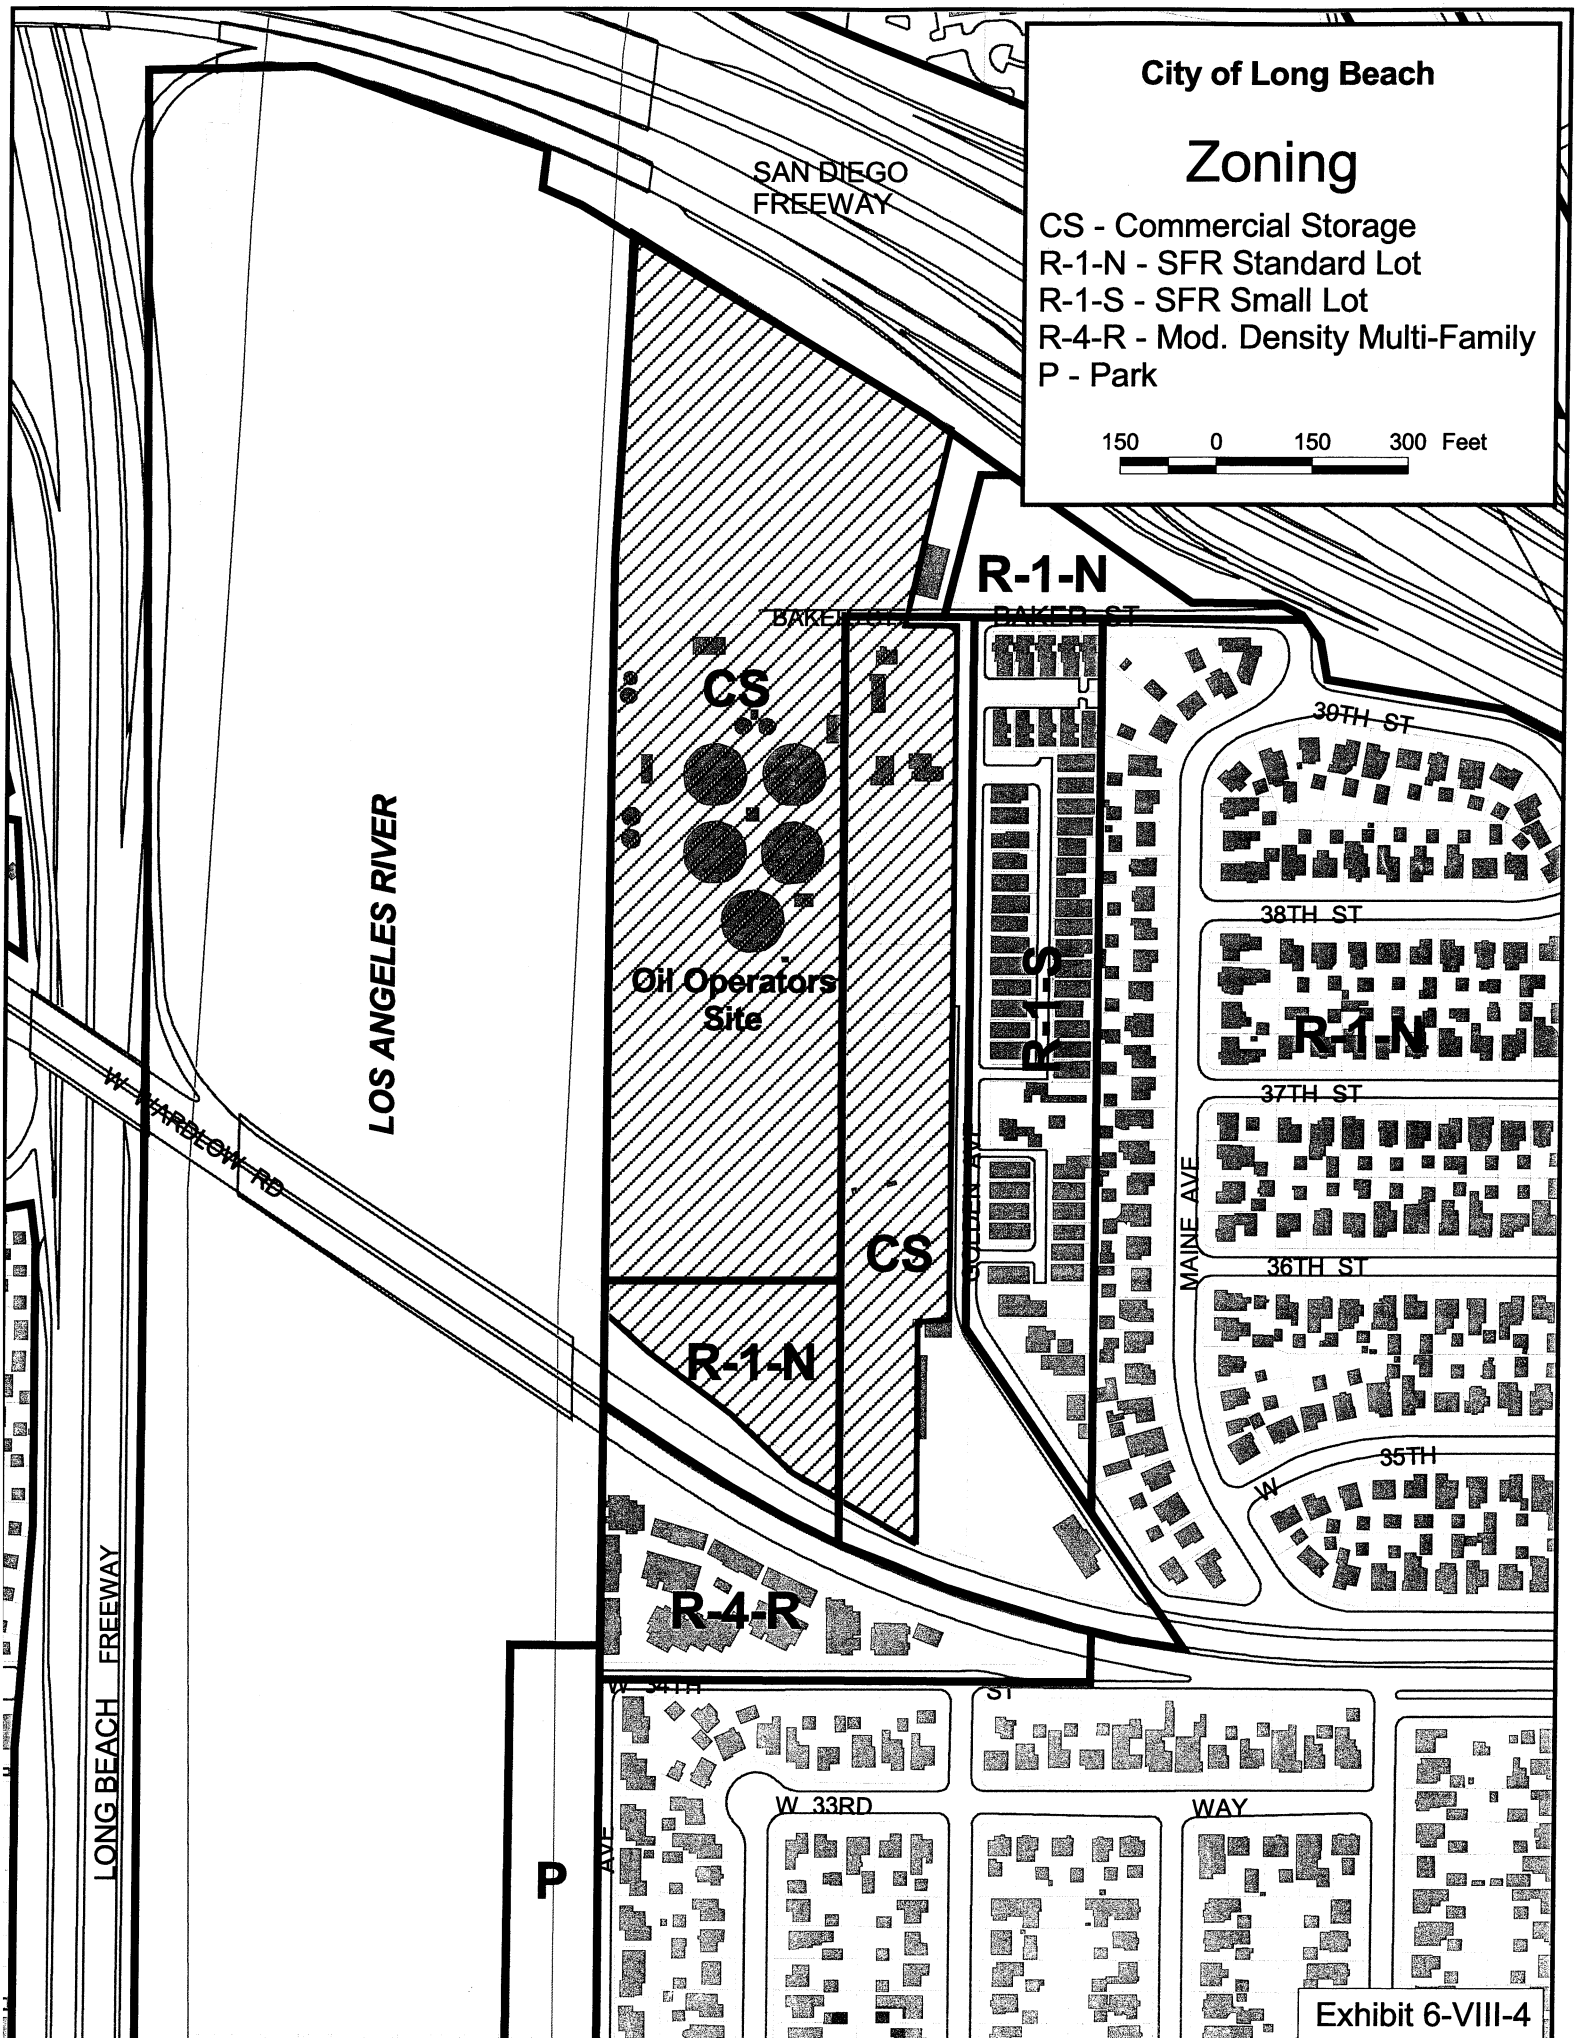 City of Long Beach
Zoning
CS - Commercial Storage
R-1-N - SFR Standard Lot
R-1-S - SFR Small Lot
R-4-R - Mod. Density Multi-Family
P - Park
150 0 150 300 Feet
SAN DIEGO
FREEWAY
R-1-N
BAKER ST
BAKER ST
CS
39TH ST
LOS ANGELES RIVER
38TH ST
Oil Operators
Site
R-1-S
R-1-N
W WARDLOW RD
37TH ST
GOLDEN AVE
MAINE AVE
CS
36TH ST
R-1-N
35TH
W
LONG BEACH FREEWAY
R-4-R
W 34TH
ST
W 33RD
WAY
AVE
P
Exhibit 6-VIII-4